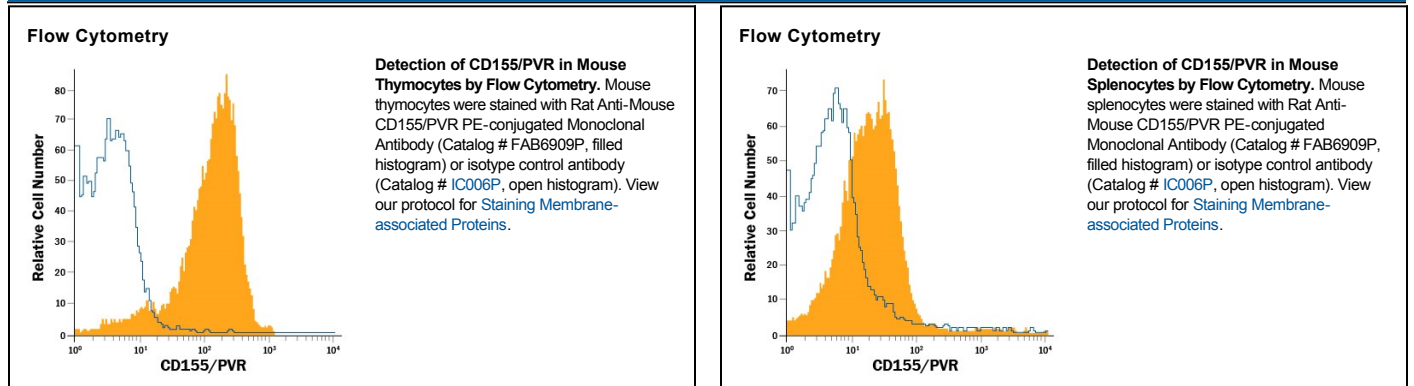 Flow Cytometry
Relative Cell Number
80
70
60
50
40
30
20
10
0
10⁰
10¹
10²
10³
10⁴
CD155/PVR
Detection of CD155/PVR in Mouse
Thymocytes by Flow Cytometry. Mouse
thymocytes were stained with Rat Anti-Mouse
CD155/PVR PE-conjugated Monoclonal
Antibody (Catalog # FAB6909P, filled
histogram) or isotype control antibody
(Catalog # IC006P, open histogram). View
our protocol for Staining Membrane-
associated Proteins.
Flow Cytometry
Relative Cell Number
70
60
50
40
30
20
10
0
10⁰
10¹
10²
10³
10⁴
CD155/PVR
Detection of CD155/PVR in Mouse
Splenocytes by Flow Cytometry. Mouse
splenocytes were stained with Rat Anti-
Mouse CD155/PVR PE-conjugated
Monoclonal Antibody (Catalog # FAB6909P,
filled histogram) or isotype control antibody
(Catalog # IC006P, open histogram). View
our protocol for Staining Membrane-
associated Proteins.